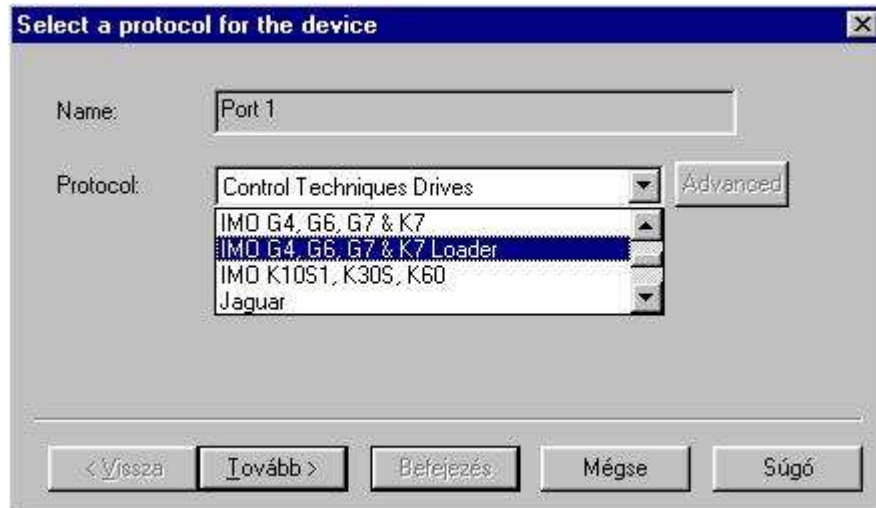 Select a protocol for the device
Name: Port 1
Protocol: Control Techniques Drives Advanced
IMO G4, G6, G7 & K7
IMO G4, G6, G7 & K7 Loader
IMO K10S1, K30S, K60
Jaguar
< Vissza Tovább > Befejezés Mégse Súgó